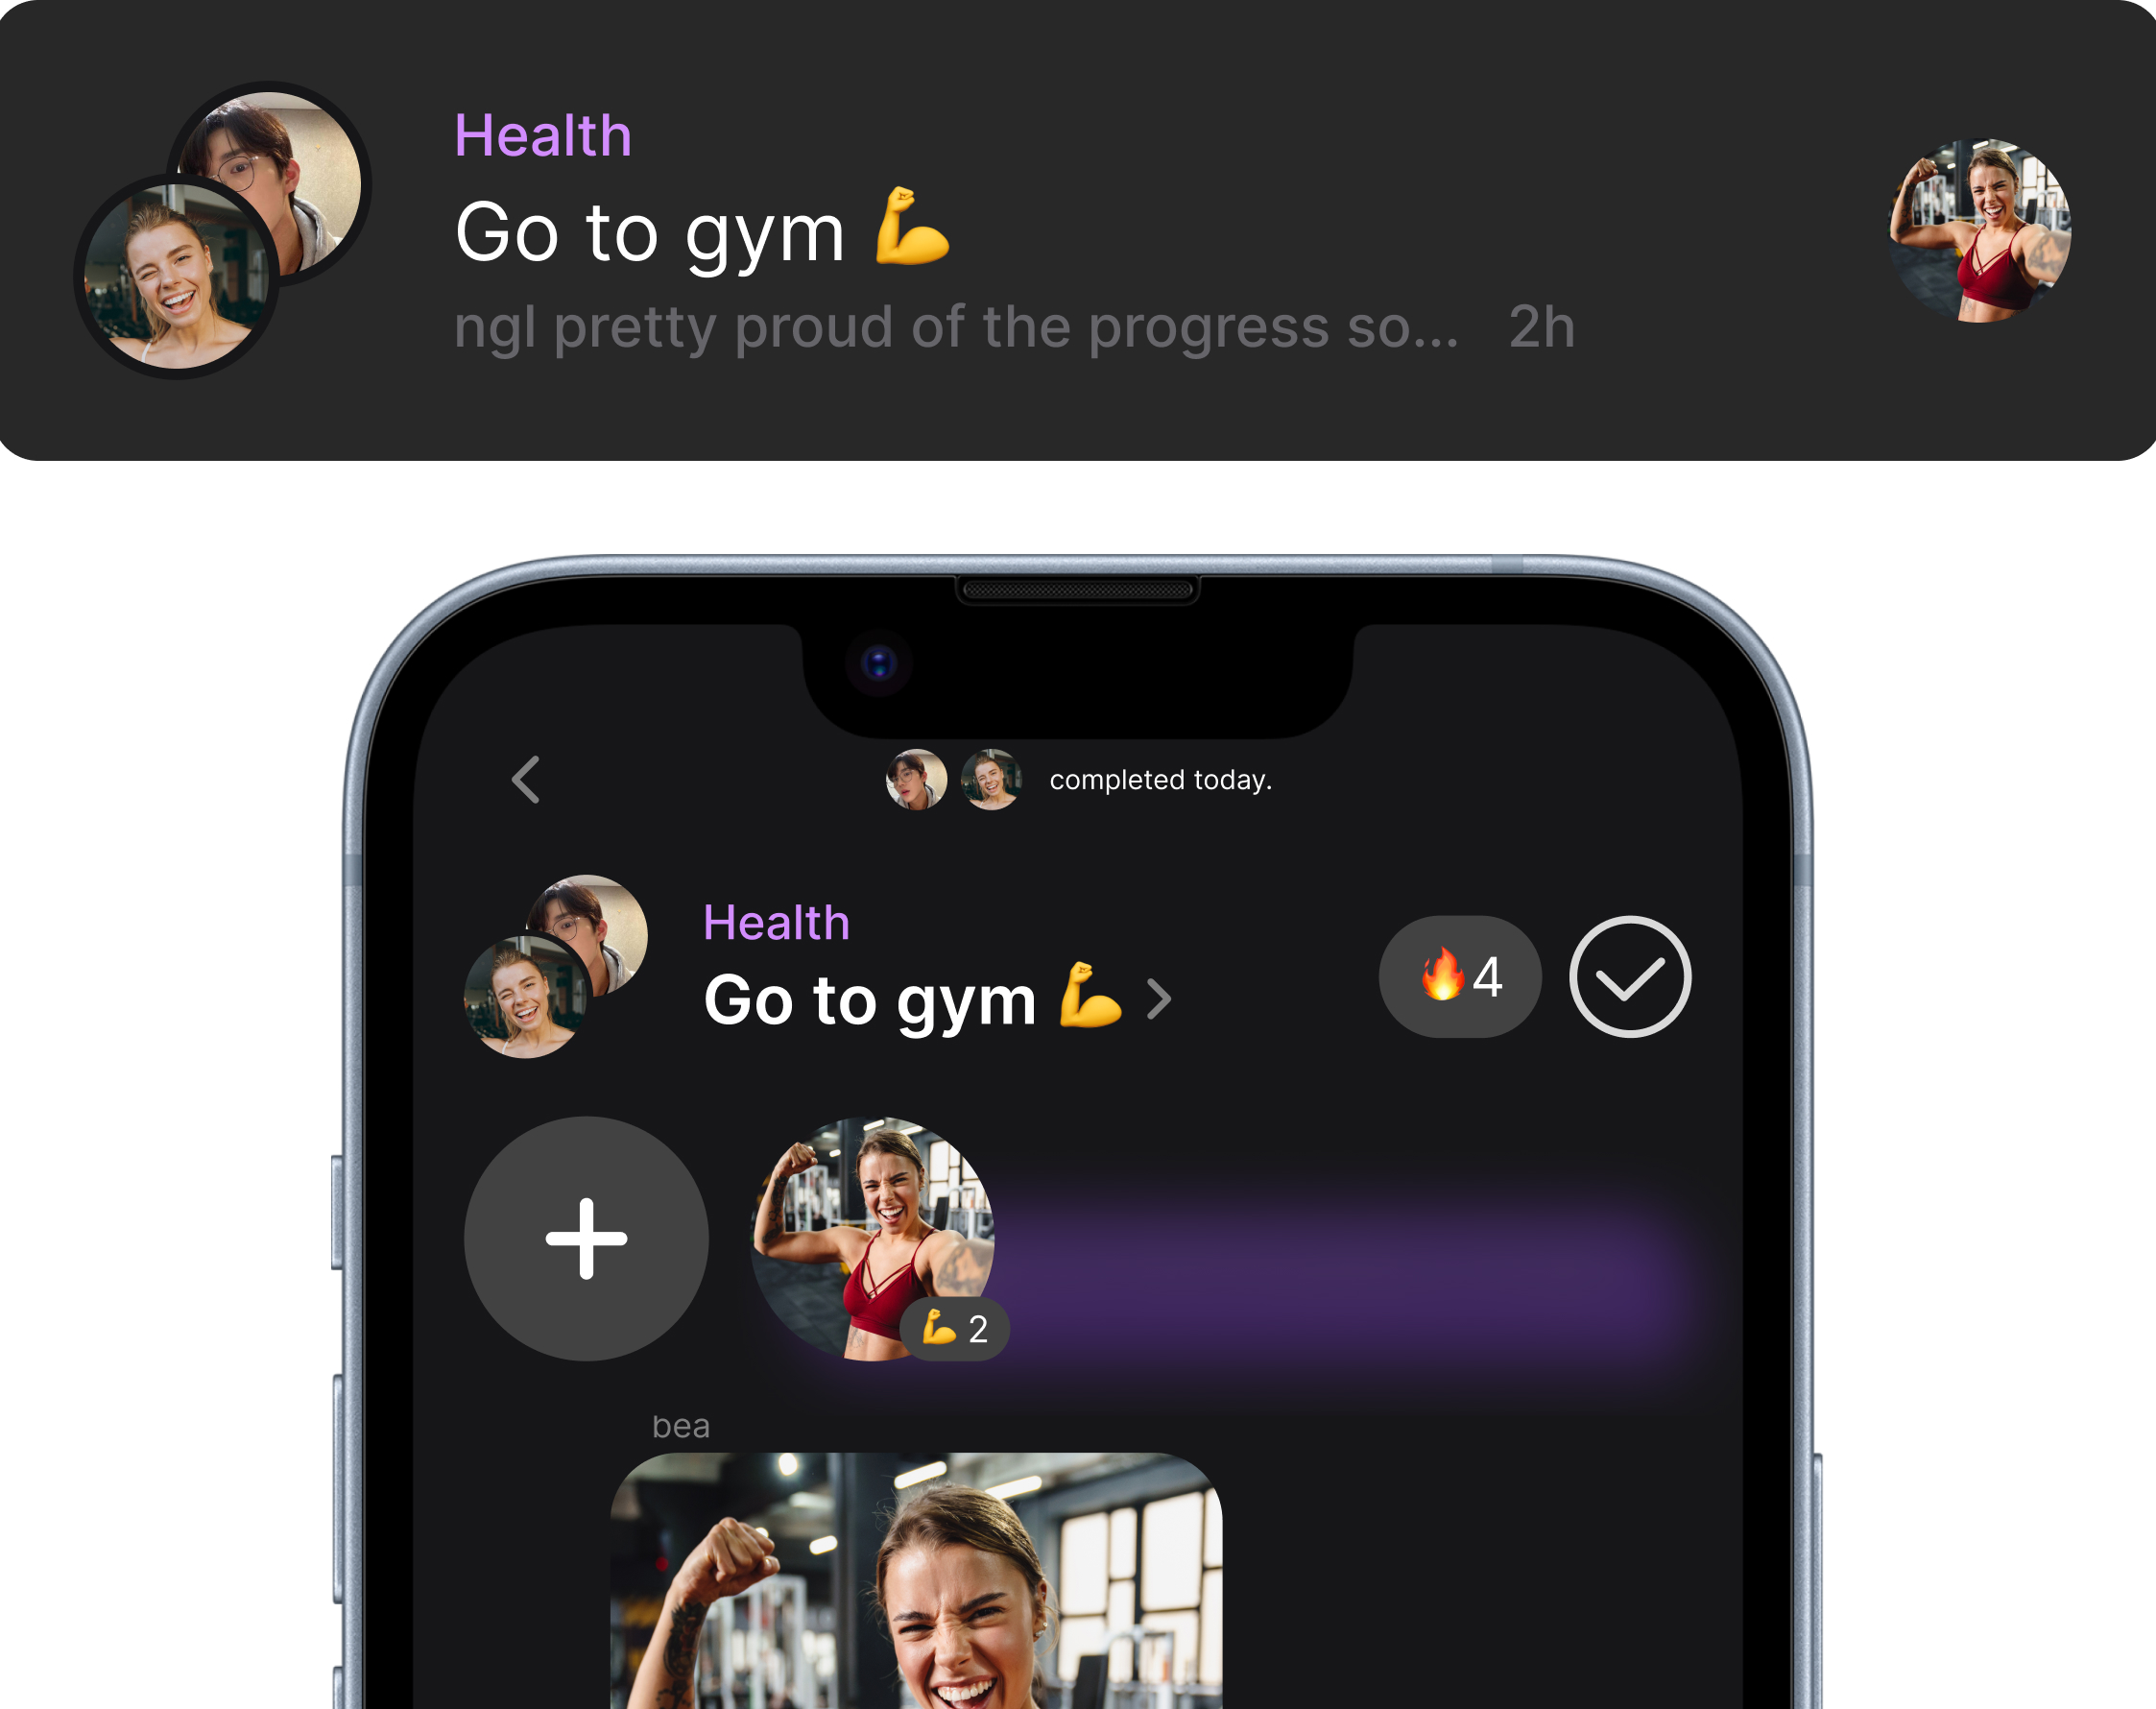 Health
Go to gym 💪
ngl pretty proud of the progress so... 2h
completed today.
Health
Go to gym 💪
🔥4
💪 2
bea